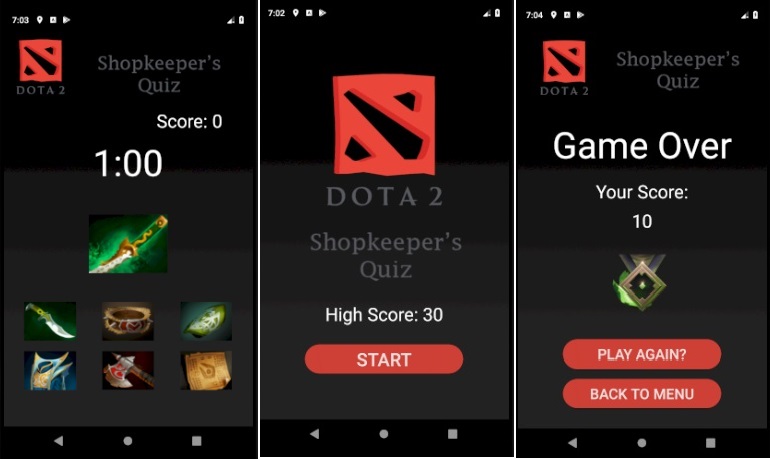 7:03
Shopkeeper's
Quiz
DOTA 2
Score: 0
1:00
7:02
DOTA 2
Shopkeeper's
Quiz
High Score: 30
START
7:04
Shopkeeper's
Quiz
DOTA 2
Game Over
Your Score:
10
PLAY AGAIN?
BACK TO MENU